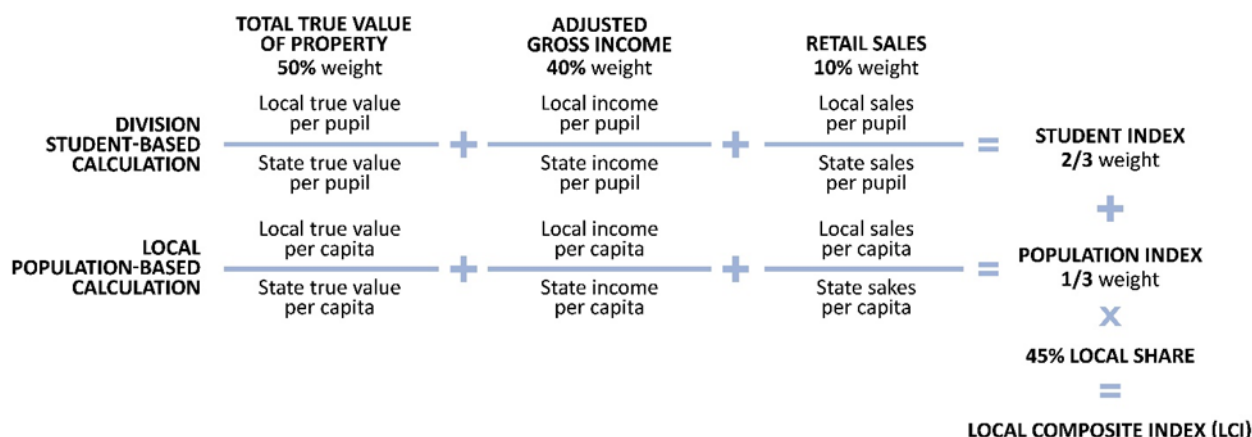 TOTAL TRUE VALUE
OF PROPERTY
50% weight
ADJUSTED
GROSS INCOME
40% weight
RETAIL SALES
10% weight
DIVISION
STUDENT-BASED
CALCULATION
Local true value
per pupil
State true value
per pupil
+
Local income
per pupil
State income
per pupil
+
Local sales
per pupil
State sales
per pupil
=
STUDENT INDEX
2/3 weight
+
LOCAL
POPULATION-BASED
CALCULATION
Local true value
per capita
State true value
per capita
+
Local income
per capita
State income
per capita
+
Local sales
per capita
State sakes
per capita
=
POPULATION INDEX
1/3 weight
x
45% LOCAL SHARE
=
LOCAL COMPOSITE INDEX (LCI)